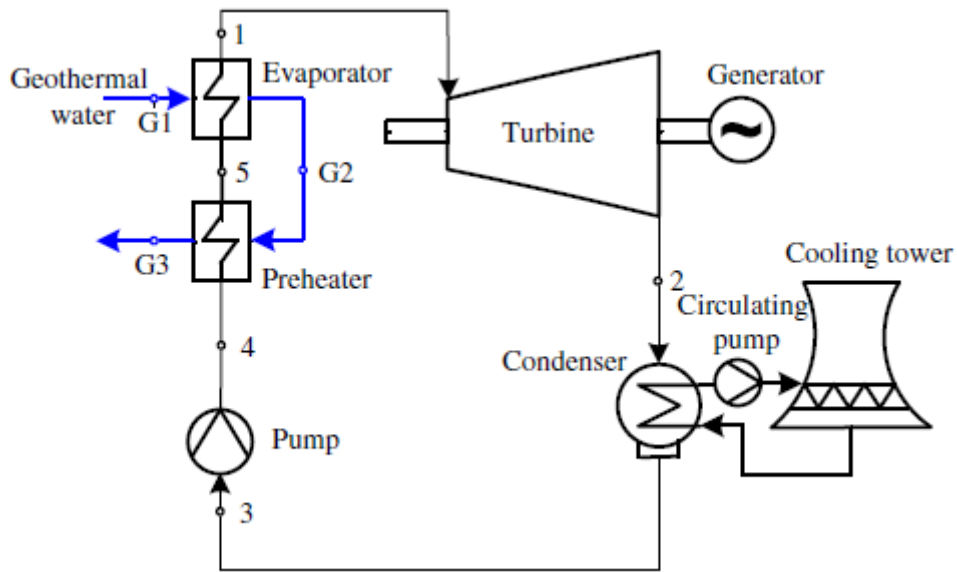 1
Geothermal
water
G1
Evaporator
Generator
Turbine
5
G2
G3
Preheater
2
Cooling tower
Circulating
pump
4
Condenser
Pump
3